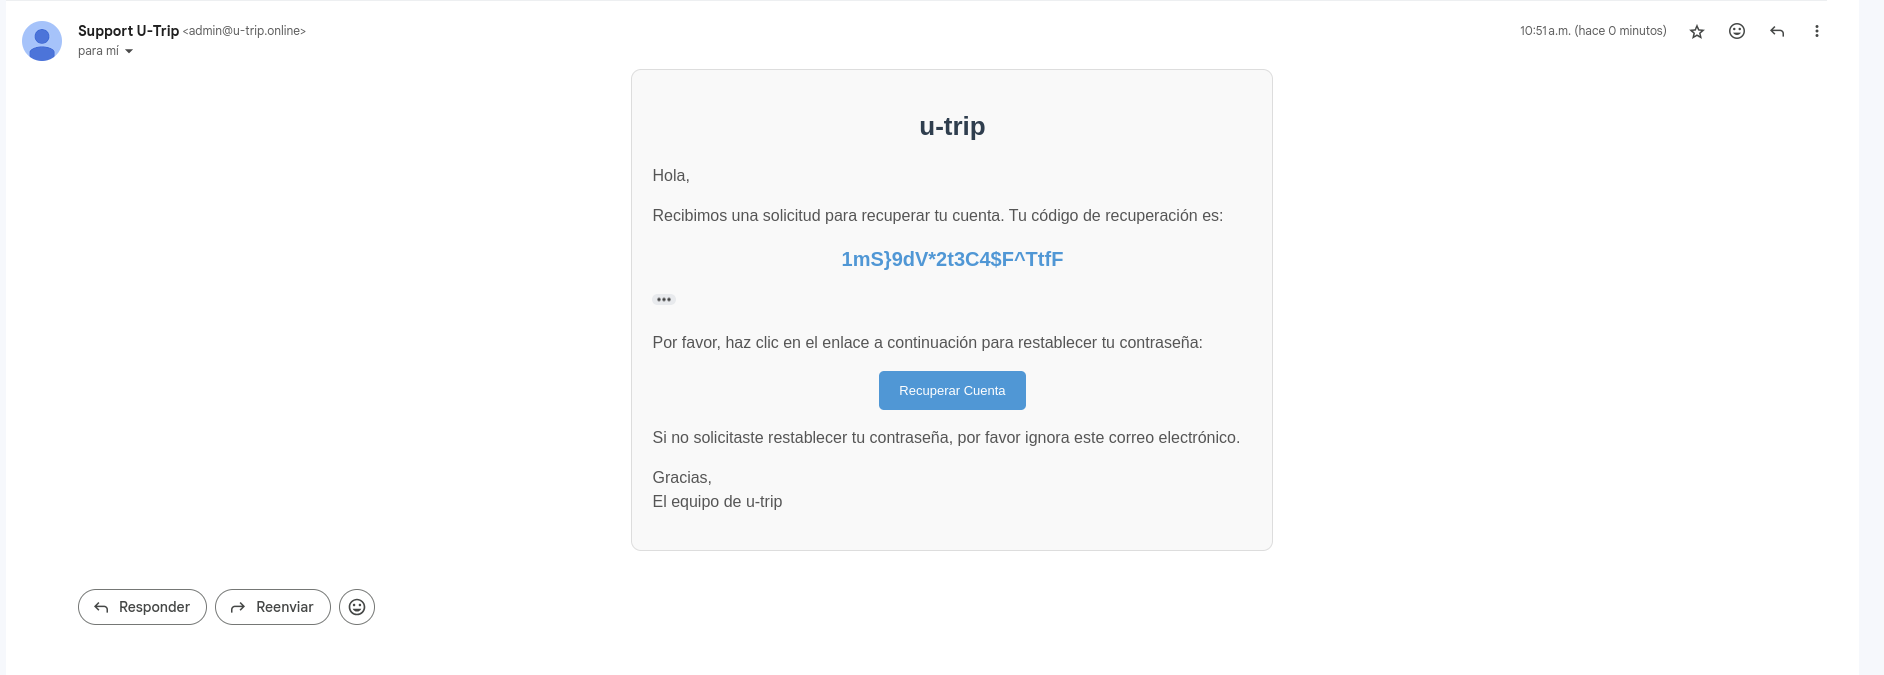 Support U-Trip <admin@u-trip.online>
10:51 a.m. (hace 0 minutos)
para mí
u-trip
Hola,
Recibimos una solicitud para recuperar tu cuenta. Tu código de recuperación es:
1mS}9dV*2t3C4$F^TtfF
Por favor, haz clic en el enlace a continuación para restablecer tu contraseña:
Recuperar Cuenta
Si no solicitaste restablecer tu contraseña, por favor ignora este correo electrónico.
Gracias,
El equipo de u-trip
Responder
Reenviar